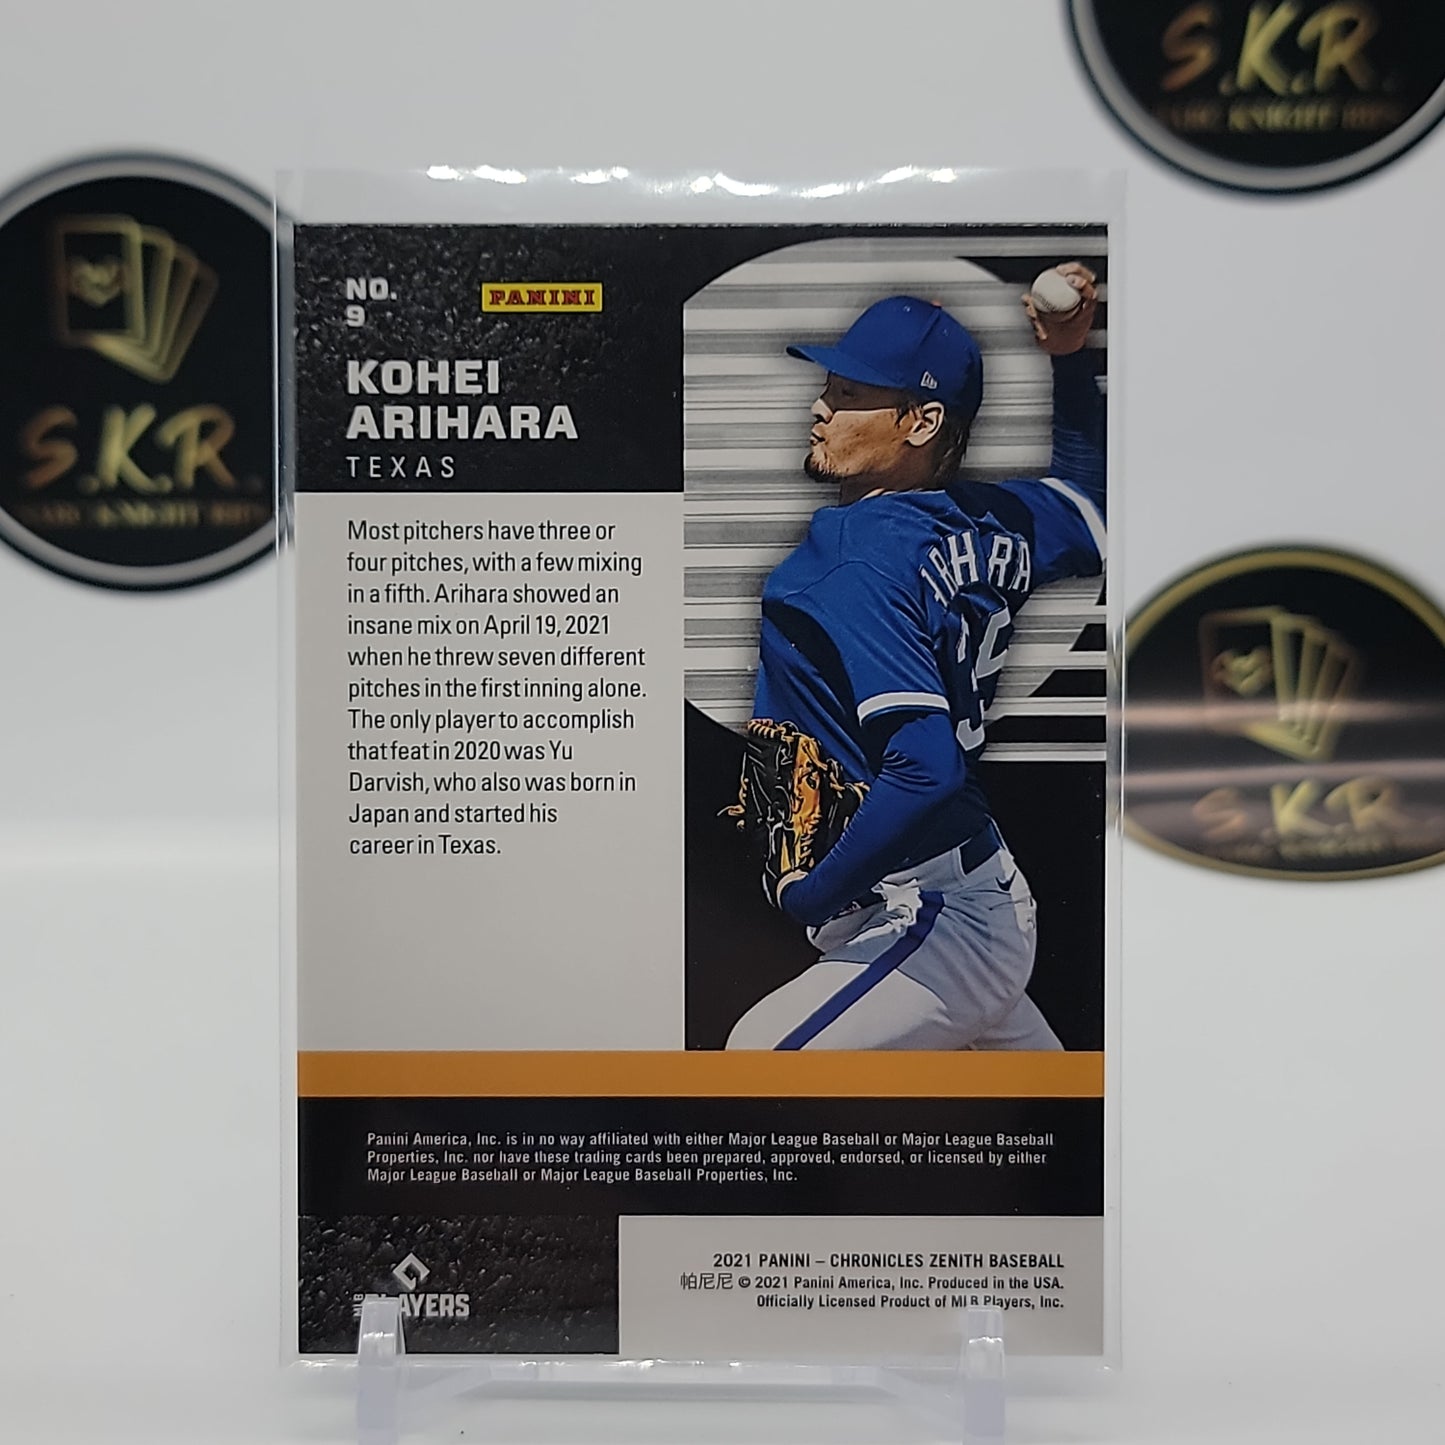 S.K.R.
S.K.R.
NO.
9
PANINI
KOHEI
ARIHARA
TEXAS
Most pitchers have three or
four pitches, with a few mixing
in a fifth. Arihara showed an
insane mix on April 19, 2021
when he threw seven different
pitches in the first inning alone.
The only player to accomplish
that feat in 2020 was Yu
Darvish, who also was born in
Japan and started his
career in Texas.
ARIHARA
35
S.K.R.
Panini America, Inc. is in no way affiliated with either Major League Baseball or Major League Baseball
Properties, Inc. nor have these trading cards been prepared, approved, endorsed, or licensed by either
Major League Baseball or Major League Baseball Properties, Inc.
MLB PLAYERS
2021 PANINI – CHRONICLES ZENITH BASEBALL
帕尼尼 © 2021 Panini America, Inc. Produced in the USA.
Officially Licensed Product of MLB Players, Inc.